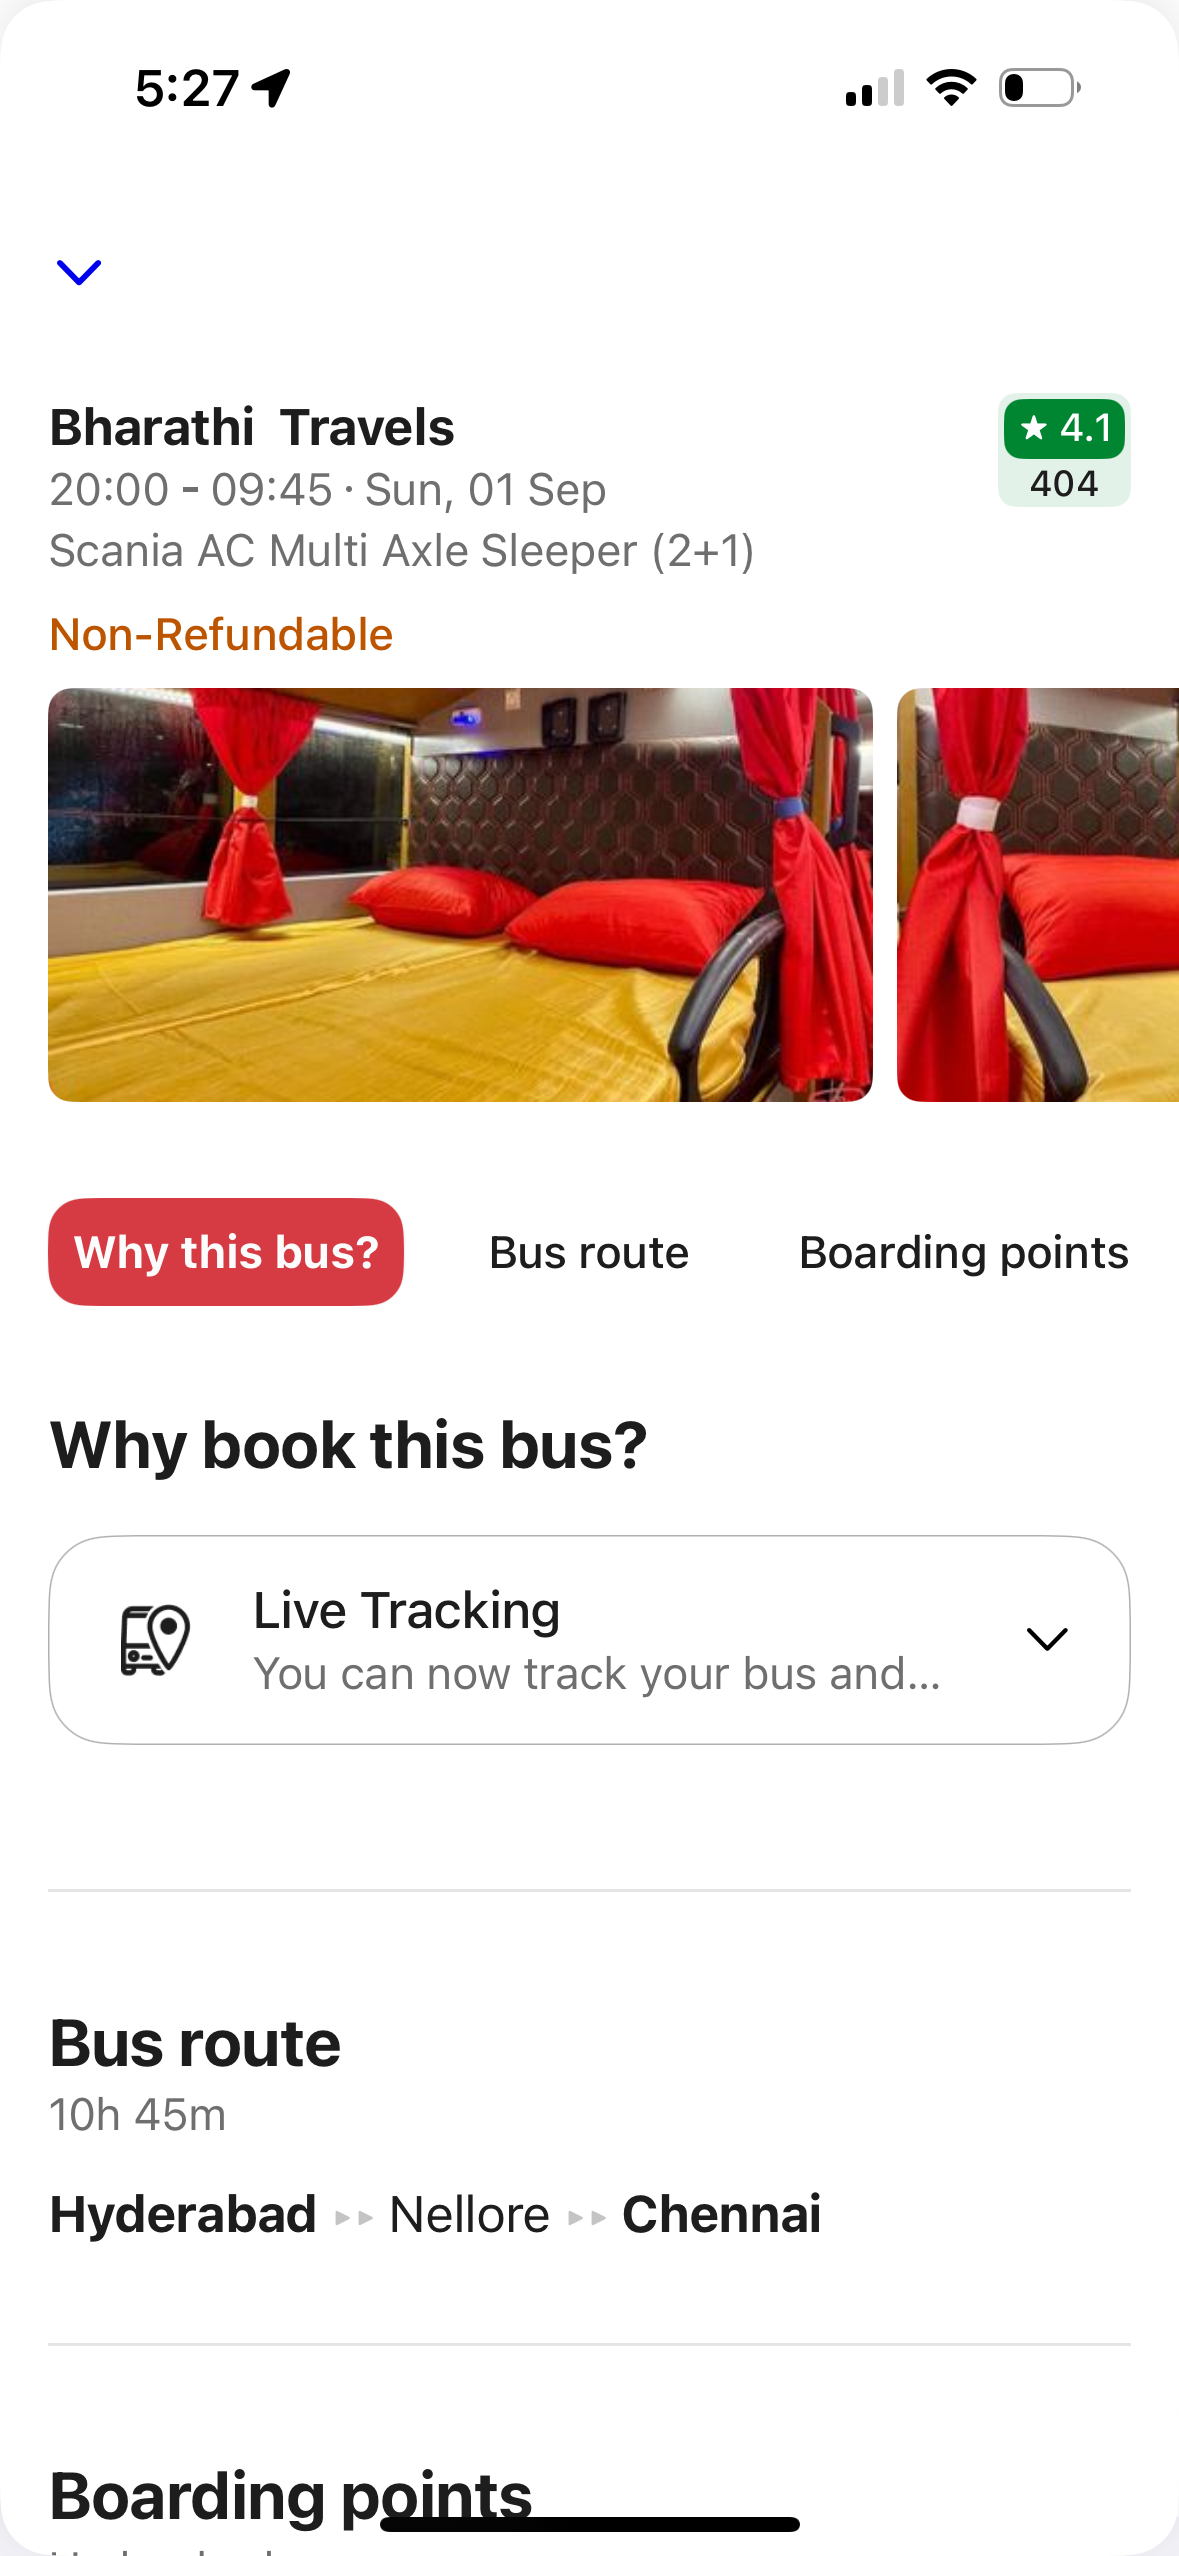 5:27
Bharathi  Travels
4.1
20:00 - 09:45 · Sun, 01 Sep
404
Scania AC Multi Axle Sleeper (2+1)
Non-Refundable
Why this bus?
Bus route
Boarding points
Why book this bus?
Live Tracking
You can now track your bus and...
Bus route
10h 45m
Hyderabad
Nellore
Chennai
Boarding points